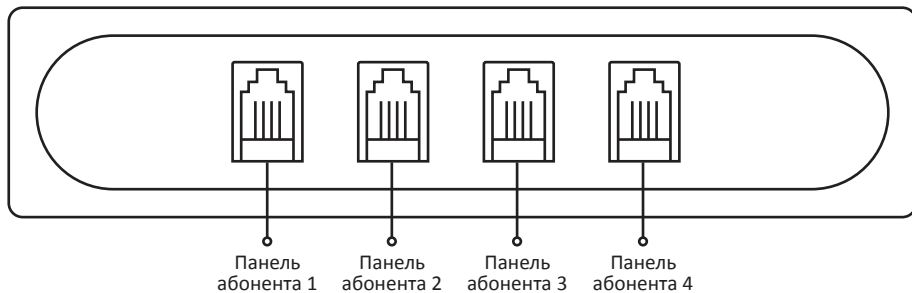 Панель
абонента 1
Панель
абонента 2
Панель
абонента 3
Панель
абонента 4